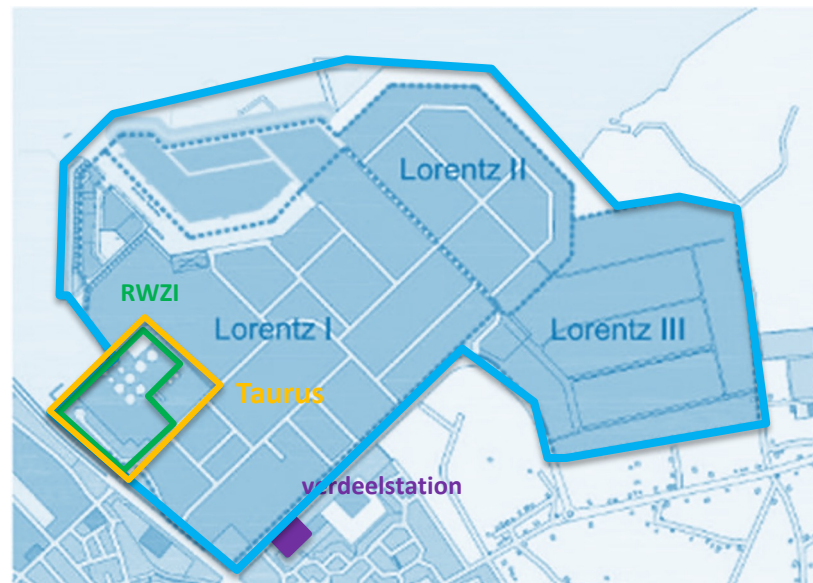 Lorentz II
RWZI
Lorentz I
Lorentz III
Taurus
verdeelstation